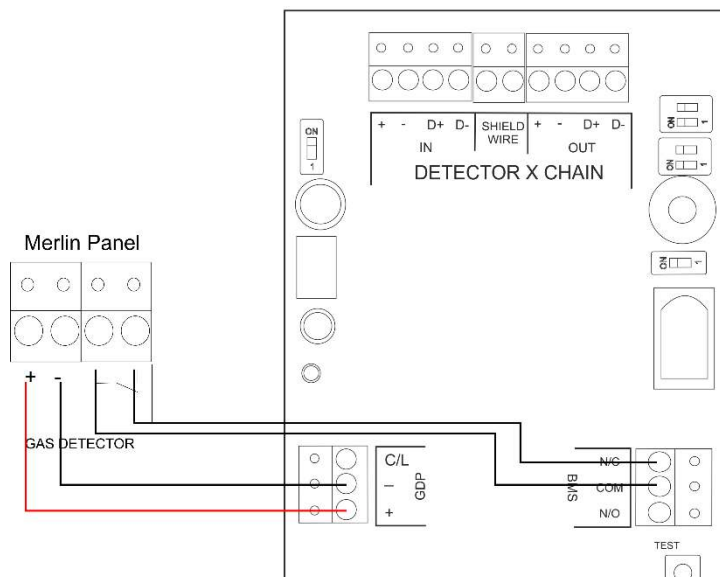 + - D+ D- SHIELD WIRE + - D+ D-
IN OUT
DETECTOR X CHAIN
ON
1
ON
1
ON
1
ON
1
Merlin Panel
+ -
GAS DETECTOR
C/L
–
+
GDP
BMS
N/C
COM
N/O
TEST